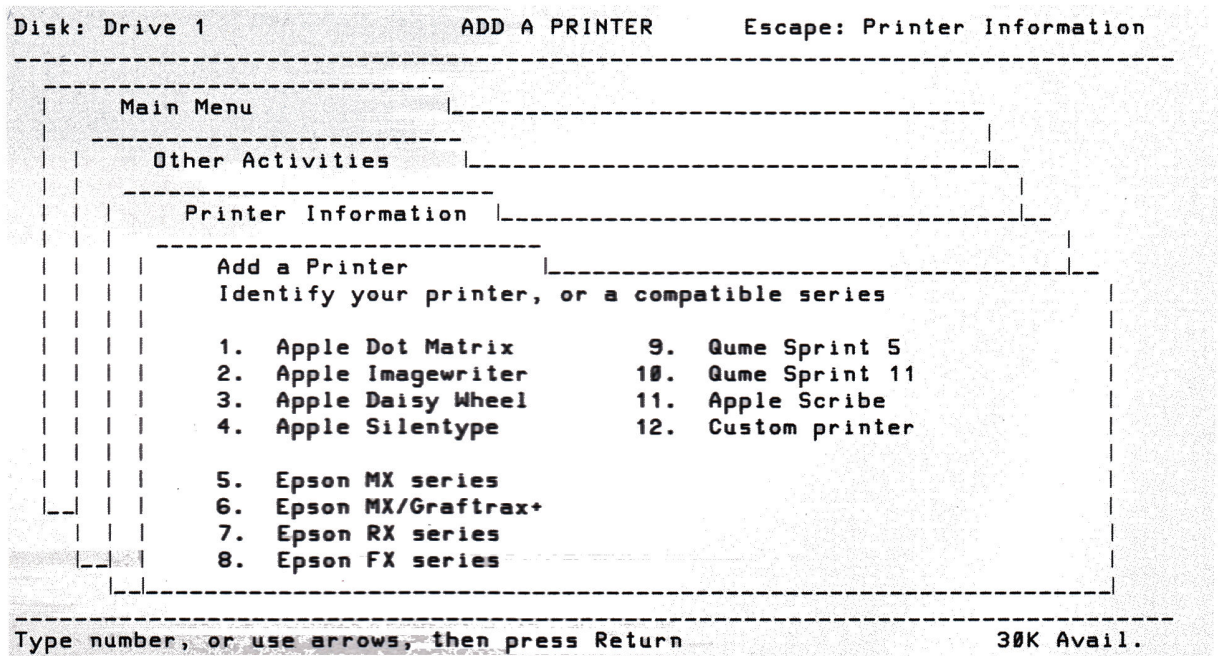 Disk: Drive 1 ADD A PRINTER Escape: Printer Information
Main Menu
Other Activities
Printer Information
Add a Printer
Identify your printer, or a compatible series
1. Apple Dot Matrix 9. Qume Sprint 5
2. Apple Imagewriter 10. Qume Sprint 11
3. Apple Daisy Wheel 11. Apple Scribe
4. Apple Silentype 12. Custom printer
5. Epson MX series
6. Epson MX/Graftrax+
7. Epson RX series
8. Epson FX series
Type number, or use arrows, then press Return 30K Avail.